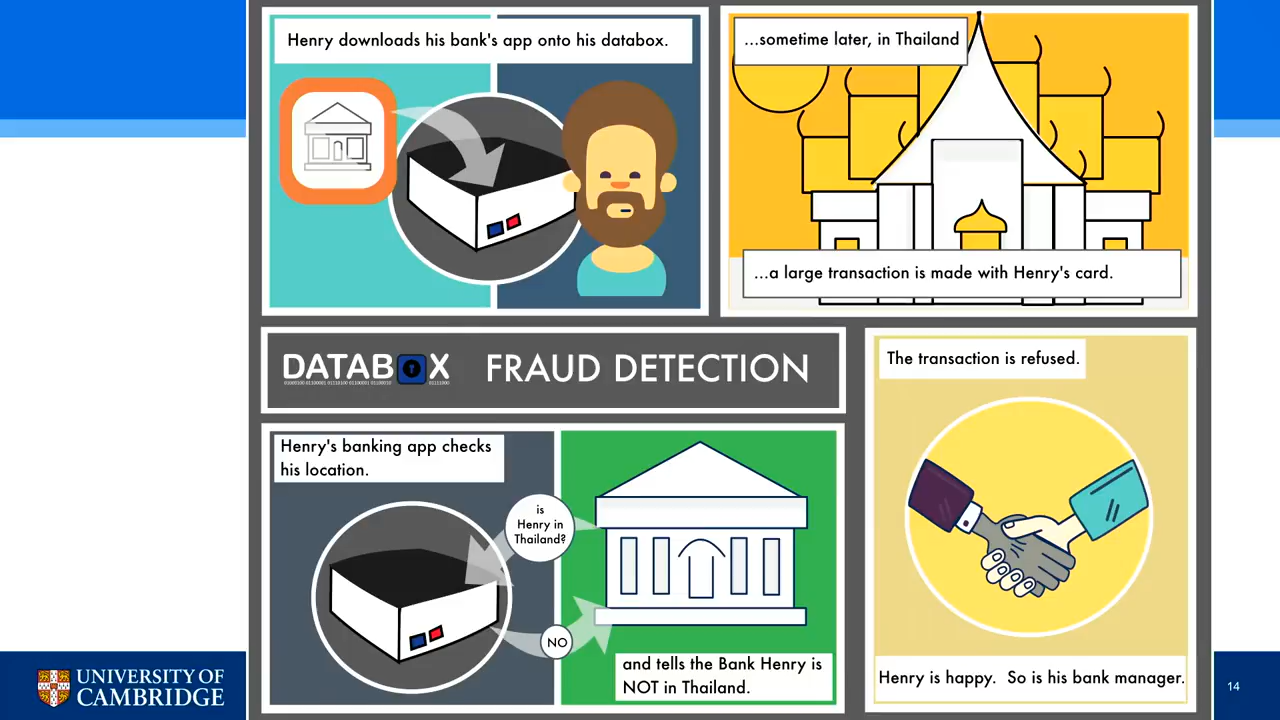 Henry downloads his bank's app onto his databox.
...sometime later, in Thailand
...a large transaction is made with Henry's card.
DATABOX
FRAUD DETECTION
The transaction is refused.
Henry's banking app checks
his location.
is
Henry in
Thailand?
NO
and tells the Bank Henry is
NOT in Thailand.
Henry is happy. So is his bank manager.
UNIVERSITY OF
CAMBRIDGE
14